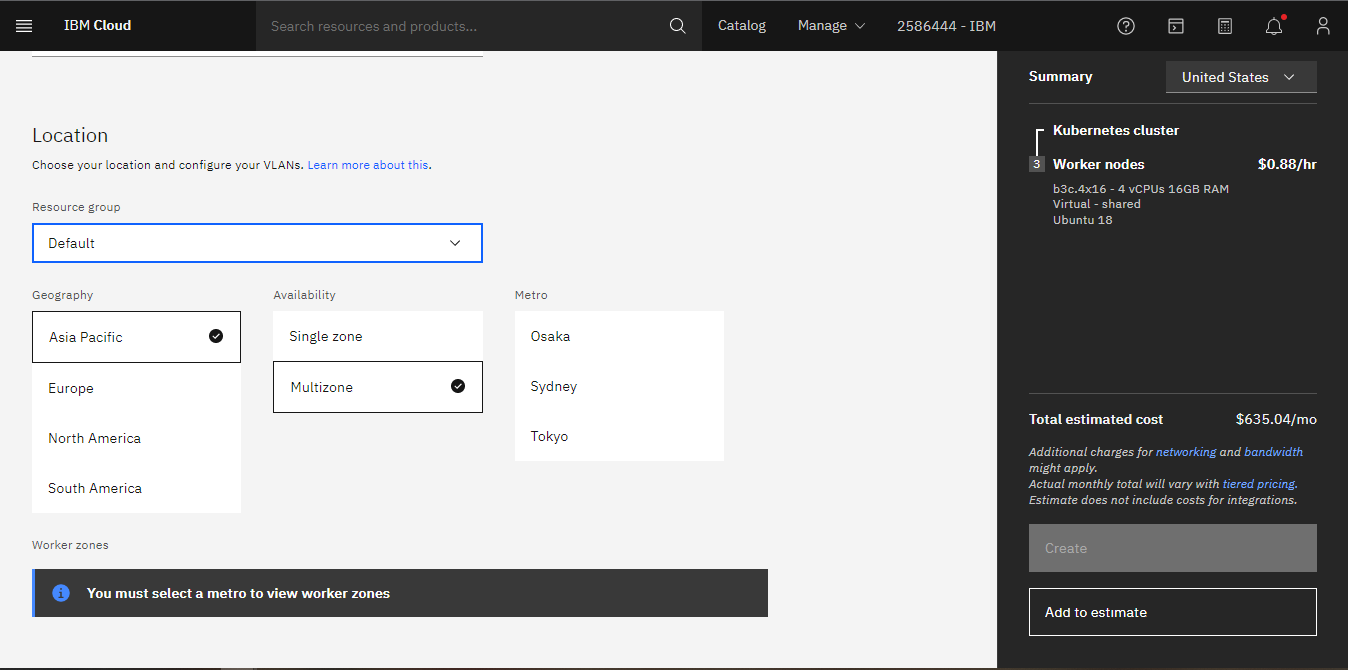 IBM Cloud
Search resources and products...
Catalog
Manage
2586444 - IBM
Location
Choose your location and configure your VLANs. Learn more about this.
Resource group
Default
Geography
Asia Pacific
Europe
North America
South America
Availability
Single zone
Multizone
Metro
Osaka
Sydney
Tokyo
Worker zones
You must select a metro to view worker zones
Summary
United States
Kubernetes cluster
3 Worker nodes $0.88/hr
b3c.4x16 - 4 vCPUs 16GB RAM
Virtual - shared
Ubuntu 18
Total estimated cost $635.04/mo
Additional charges for networking and bandwidth
might apply.
Actual monthly total will vary with tiered pricing.
Estimate does not include costs for integrations.
Create
Add to estimate